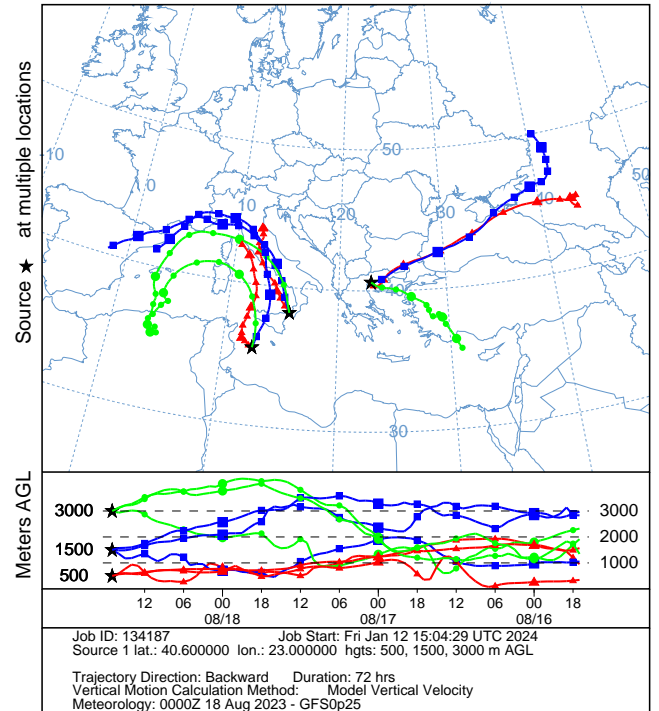 Source ★ at multiple locations
10
0
10
20
30
40
50
50
30
Meters AGL
3000
1500
500
3000
2000
1000
12 06 00 18 12 06 00 18 12 06 00 18
08/18 08/17 08/16
Job ID: 134187 Job Start: Fri Jan 12 15:04:29 UTC 2024
Source 1 lat.: 40.600000 lon.: 23.000000 hgts: 500, 1500, 3000 m AGL
Trajectory Direction: Backward Duration: 72 hrs
Vertical Motion Calculation Method: Model Vertical Velocity
Meteorology: 0000Z 18 Aug 2023 - GFS0p25